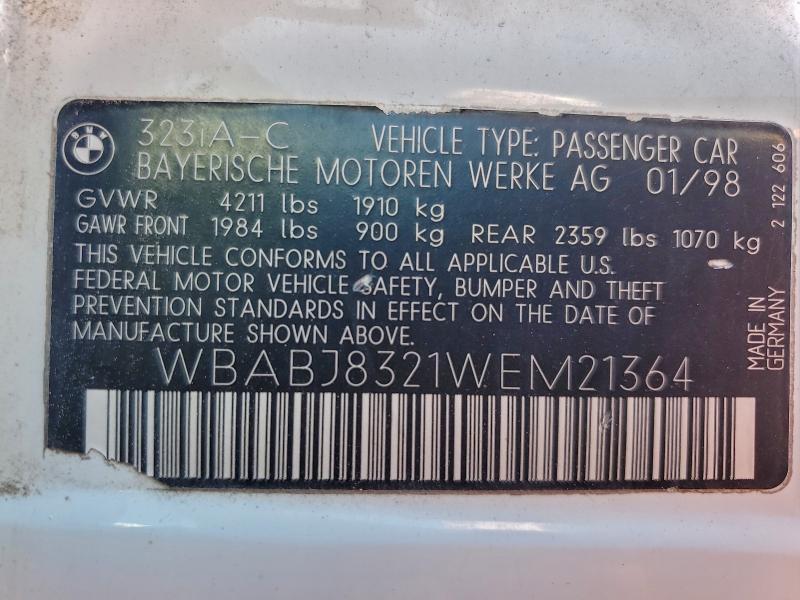 BMW
323iA-C VEHICLE TYPE: PASSENGER CAR
BAYERISCHE MOTOREN WERKE AG 01/98
GVWR 4211 lbs 1910 kg
GAWR FRONT 1984 lbs 900 kg REAR 2359 lbs 1070 kg
THIS VEHICLE CONFORMS TO ALL APPLICABLE U.S.
FEDERAL MOTOR VEHICLE SAFETY, BUMPER AND THEFT
PREVENTION STANDARDS IN EFFECT ON THE DATE OF
MANUFACTURE SHOWN ABOVE.
WBABJ8321WEM21364
2 122 606
MADE IN
GERMANY